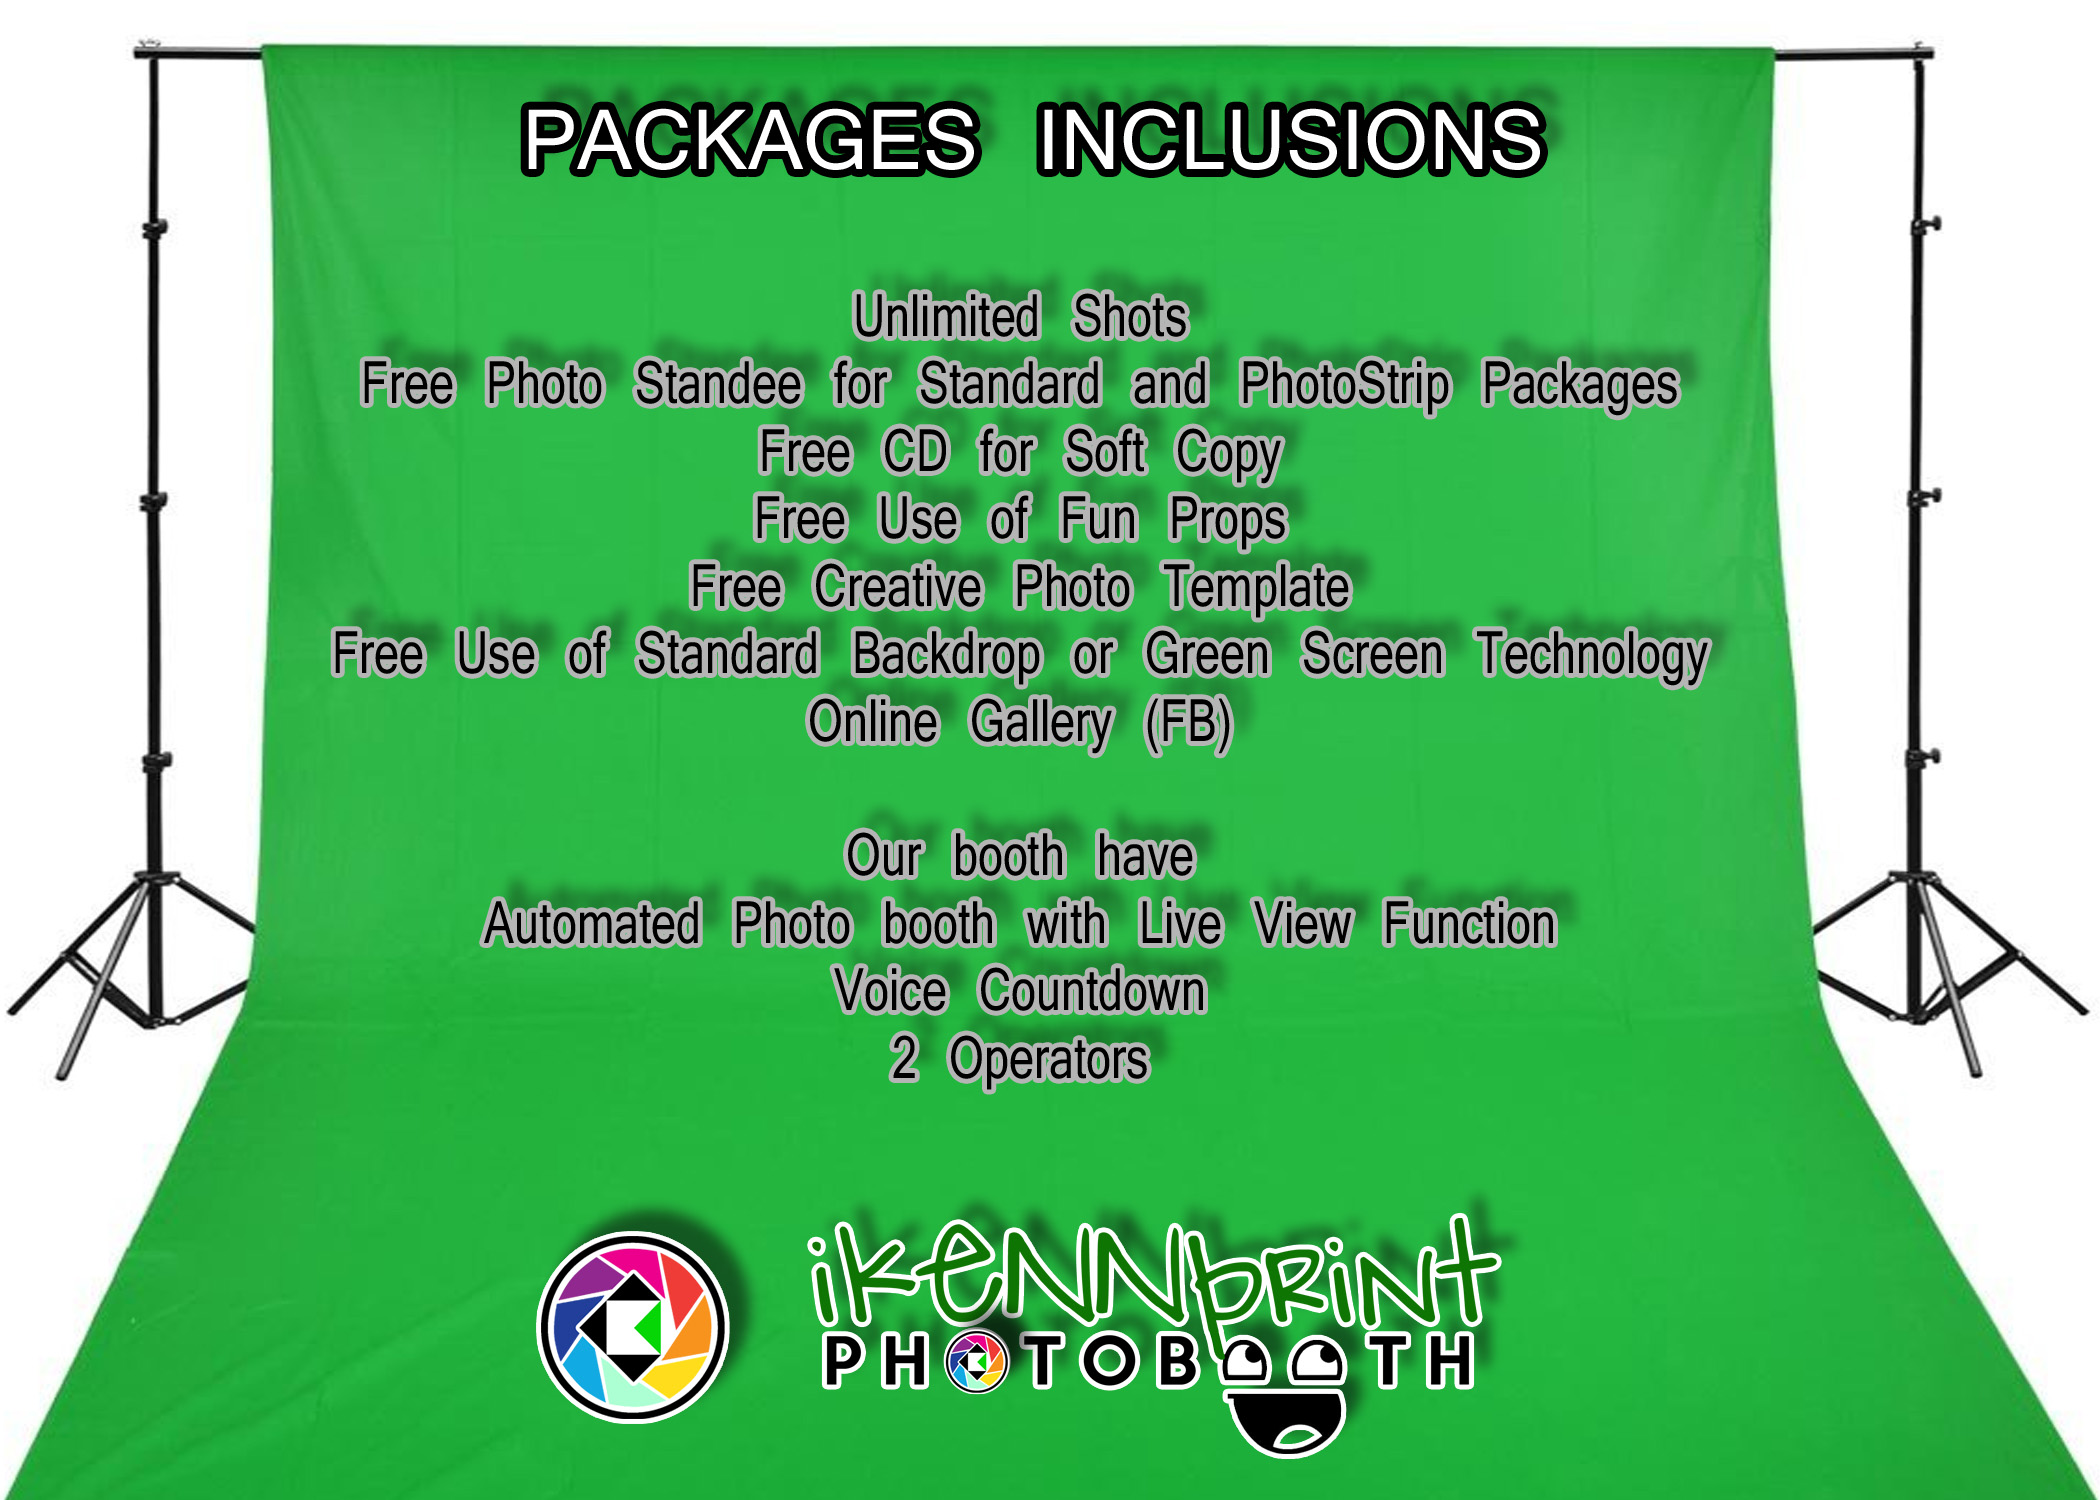 PACKAGES INCLUSIONS
Unlimited Shots
Free Photo Standee for Standard and PhotoStrip Packages
Free CD for Soft Copy
Free Use of Fun Props
Free Creative Photo Template
Free Use of Standard Backdrop or Green Screen Technology
Online Gallery (FB)
Our booth have
Automated Photo booth with Live View Function
Voice Countdown
2 Operators
ikennprint
PHOTOBOOTH